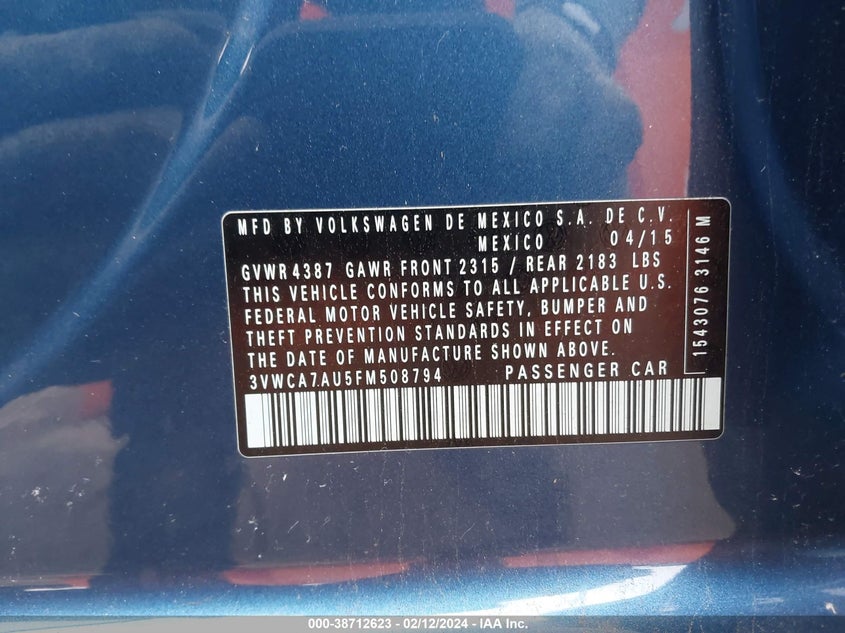 MFD BY VOLKSWAGEN DE MEXICO S.A. DE C.V.
MEXICO 04/15
GVWR 4387 GAWR FRONT 2315 / REAR 2183 LBS
THIS VEHICLE CONFORMS TO ALL APPLICABLE U.S.
FEDERAL MOTOR VEHICLE SAFETY, BUMPER AND
THEFT PREVENTION STANDARDS IN EFFECT ON
THE DATE OF MANUFACTURE SHOWN ABOVE.
3VWCA7AU5FM508794 PASSENGER CAR
1543076 3146 M
000-38712623 - 02/12/2024 - IAA Inc.